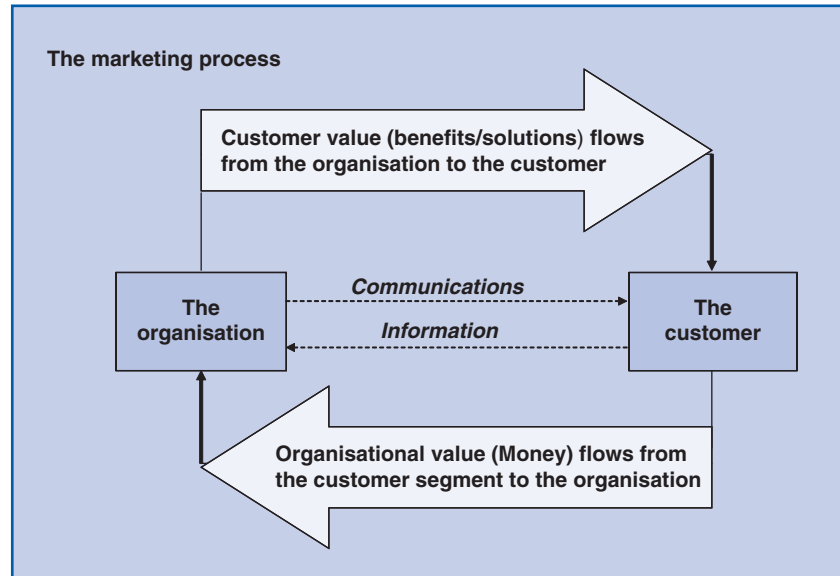 The marketing process
Customer value (benefits/solutions) flows
from the organisation to the customer
The
organisation
Communications
Information
The
customer
Organisational value (Money) flows from
the customer segment to the organisation